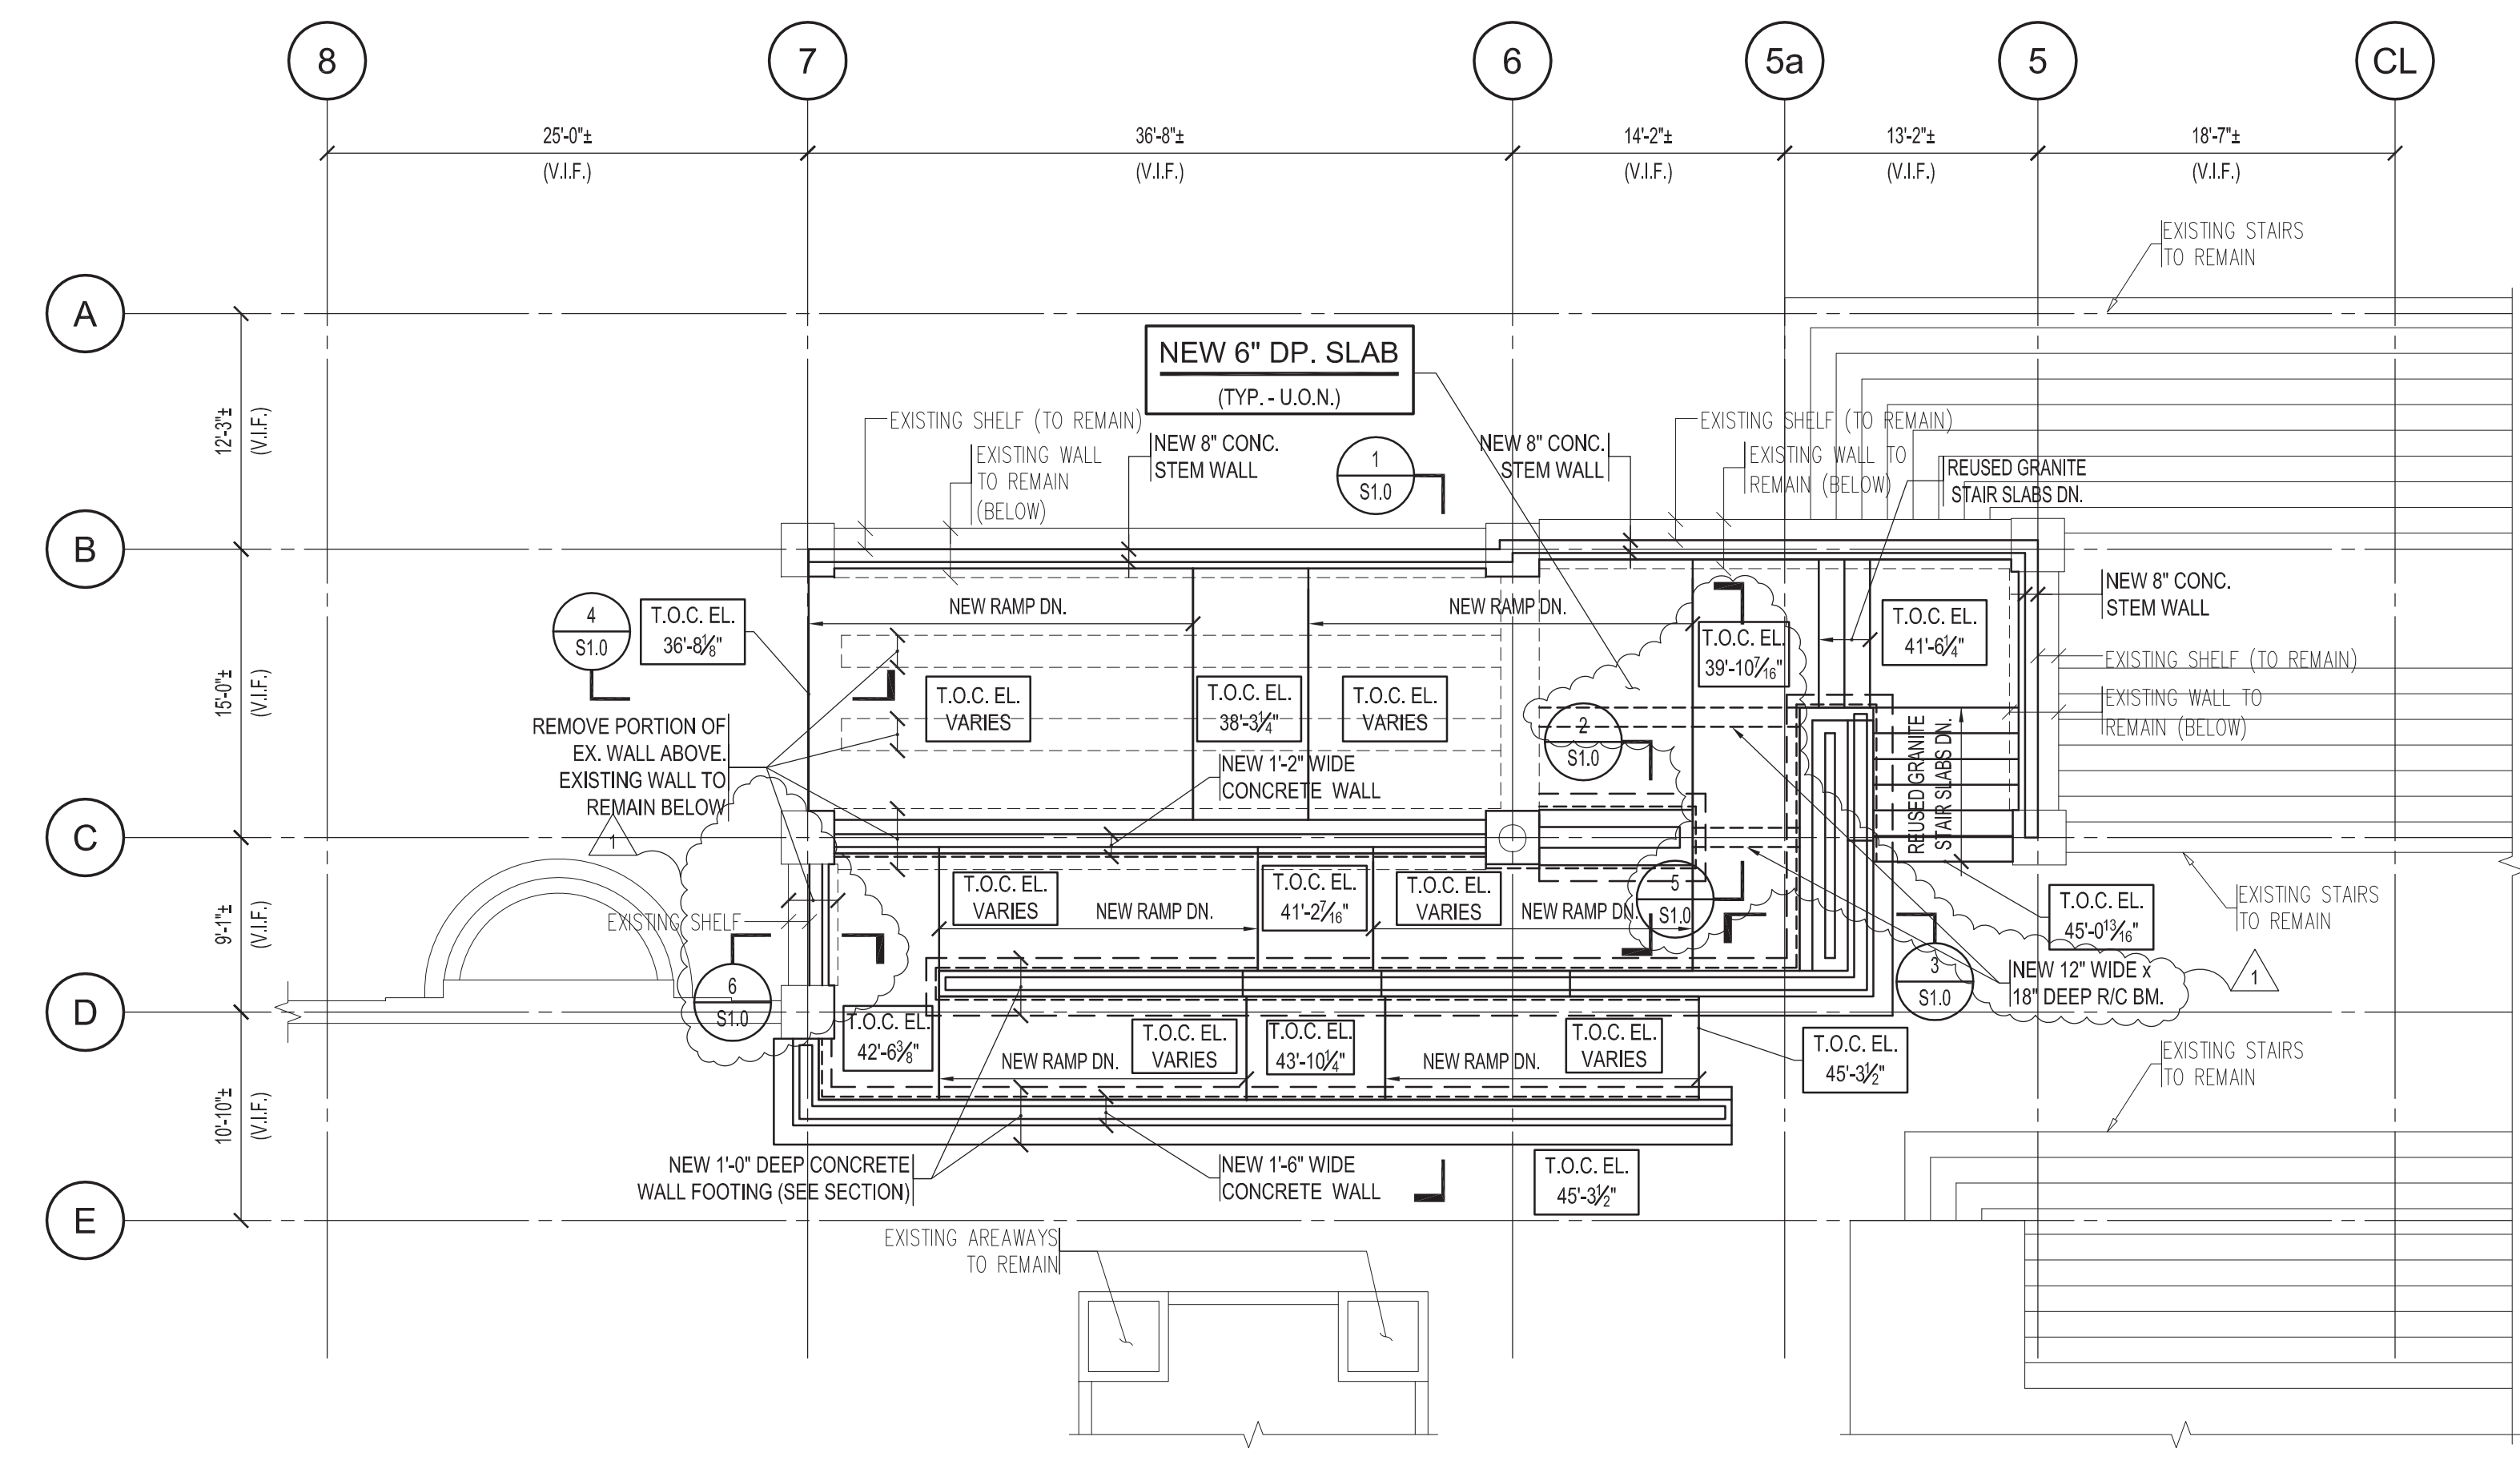 8
7
6
5a
5
CL
25'-0"±
(V.I.F.)
36'-8"±
(V.I.F.)
14'-2"±
(V.I.F.)
13'-2"±
(V.I.F.)
18'-7"±
(V.I.F.)
A
B
C
D
E
12'-3"±
(V.I.F.)
15'-0"±
(V.I.F.)
9'-1"±
(V.I.F.)
10'-10"±
(V.I.F.)
EXISTING STAIRS
TO REMAIN
NEW 6" DP. SLAB
(TYP. - U.O.N.)
EXISTING SHELF (TO REMAIN)
EXISTING WALL
TO REMAIN
(BELOW)
NEW 8" CONC.
STEM WALL
1
S1.0
NEW 8" CONC.
STEM WALL
EXISTING SHELF (TO REMAIN)
EXISTING WALL TO
REMAIN (BELOW)
REUSED GRANITE
STAIR SLABS DN.
4
S1.0
T.O.C. EL.
36'-8⅛"
NEW RAMP DN.
NEW RAMP DN.
T.O.C. EL.
39'-10⁷⁄₁₆"
T.O.C. EL.
41'-6¼"
NEW 8" CONC.
STEM WALL
EXISTING SHELF (TO REMAIN)
EXISTING WALL TO
REMAIN (BELOW)
T.O.C. EL.
VARIES
T.O.C. EL.
38'-3¼"
T.O.C. EL.
VARIES
2
S1.0
REUSED GRANITE
STAIR SLABS DN.
REMOVE PORTION OF
EX. WALL ABOVE.
EXISTING WALL TO
REMAIN BELOW
NEW 1'-2" WIDE
CONCRETE WALL
1
EXISTING SHELF
T.O.C. EL.
VARIES
NEW RAMP DN.
T.O.C. EL.
41'-2⁷⁄₁₆"
T.O.C. EL.
VARIES
NEW RAMP DN.
5
S1.0
T.O.C. EL.
45'-0¹³⁄₁₆"
EXISTING STAIRS
TO REMAIN
6
S1.0
3
S1.0
NEW 12" WIDE x
18" DEEP R/C BM.
1
T.O.C. EL.
42'-6⅜"
NEW RAMP DN.
T.O.C. EL.
VARIES
T.O.C. EL.
43'-10¼"
NEW RAMP DN.
T.O.C. EL.
VARIES
T.O.C. EL.
45'-3½"
EXISTING STAIRS
TO REMAIN
NEW 1'-0" DEEP CONCRETE
WALL FOOTING (SEE SECTION)
NEW 1'-6" WIDE
CONCRETE WALL
T.O.C. EL.
45'-3½"
EXISTING AREAWAYS
TO REMAIN